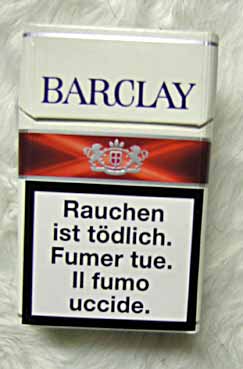 BARCLAY
Rauchen
ist tödlich.
Fumer tue.
Il fumo
uccide.